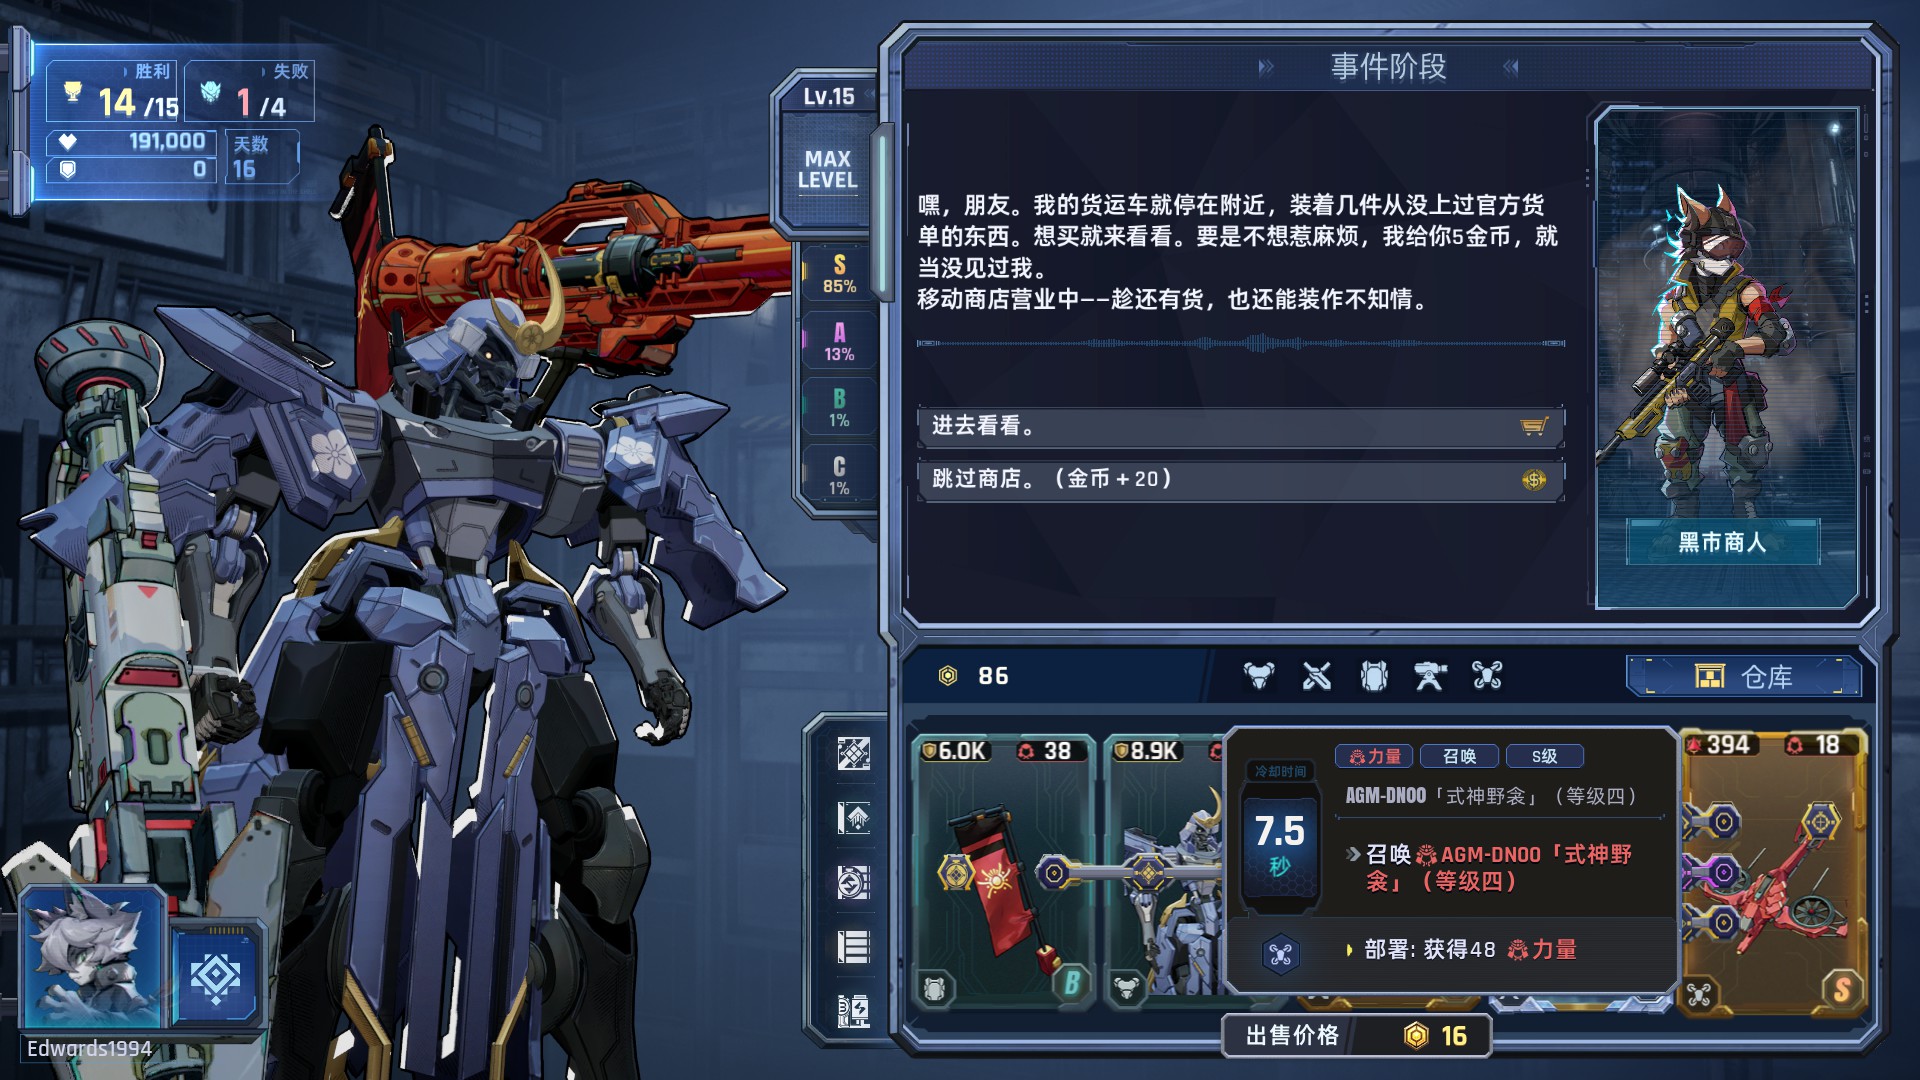 胜利
14 /15
失败
1 /4
191,000
0
天数
16
Lv.15
MAX
LEVEL
S
85%
A
13%
B
1%
C
1%
事件阶段
嘿，朋友。我的货运车就停在附近，装着几件从没上过官方货
单的东西。想买就来看看。要是不想惹麻烦，我给你5金币，就
当没见过我。
移动商店营业中——趁还有货，也还能装作不知情。
进去看看。
跳过商店。（金币+20）
黑市商人
86
仓库
6.0K
38
8.9K
394
18
B
S
冷却时间
7.5
秒
力量
召唤
S级
AGM-DN00「式神野衾」（等级四）
召唤 AGM-DN00「式神野
衾」（等级四）
部署: 获得48 力量
出售价格
16
Edwards1994